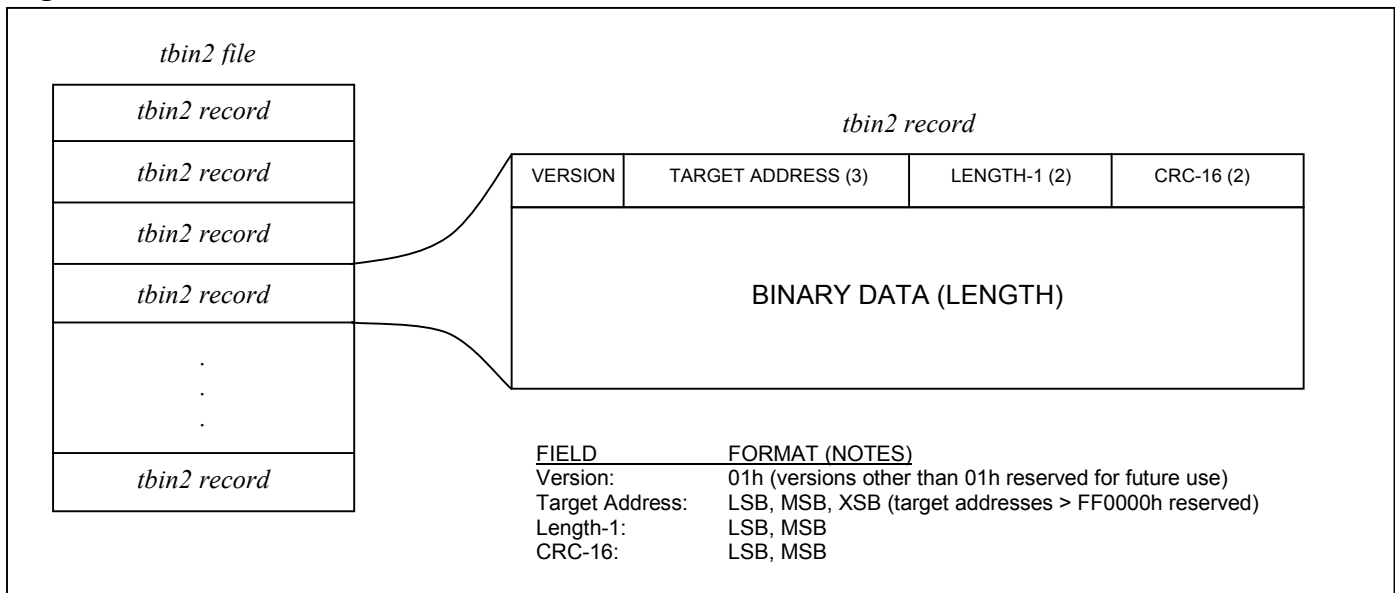 tbin2 file
tbin2 record
tbin2 record
tbin2 record
tbin2 record
.
.
.
tbin2 record
tbin2 record
VERSION TARGET ADDRESS (3) LENGTH-1 (2) CRC-16 (2)
BINARY DATA (LENGTH)
FIELD FORMAT (NOTES)
Version: 01h (versions other than 01h reserved for future use)
Target Address: LSB, MSB, XSB (target addresses > FF0000h reserved)
Length-1: LSB, MSB
CRC-16: LSB, MSB